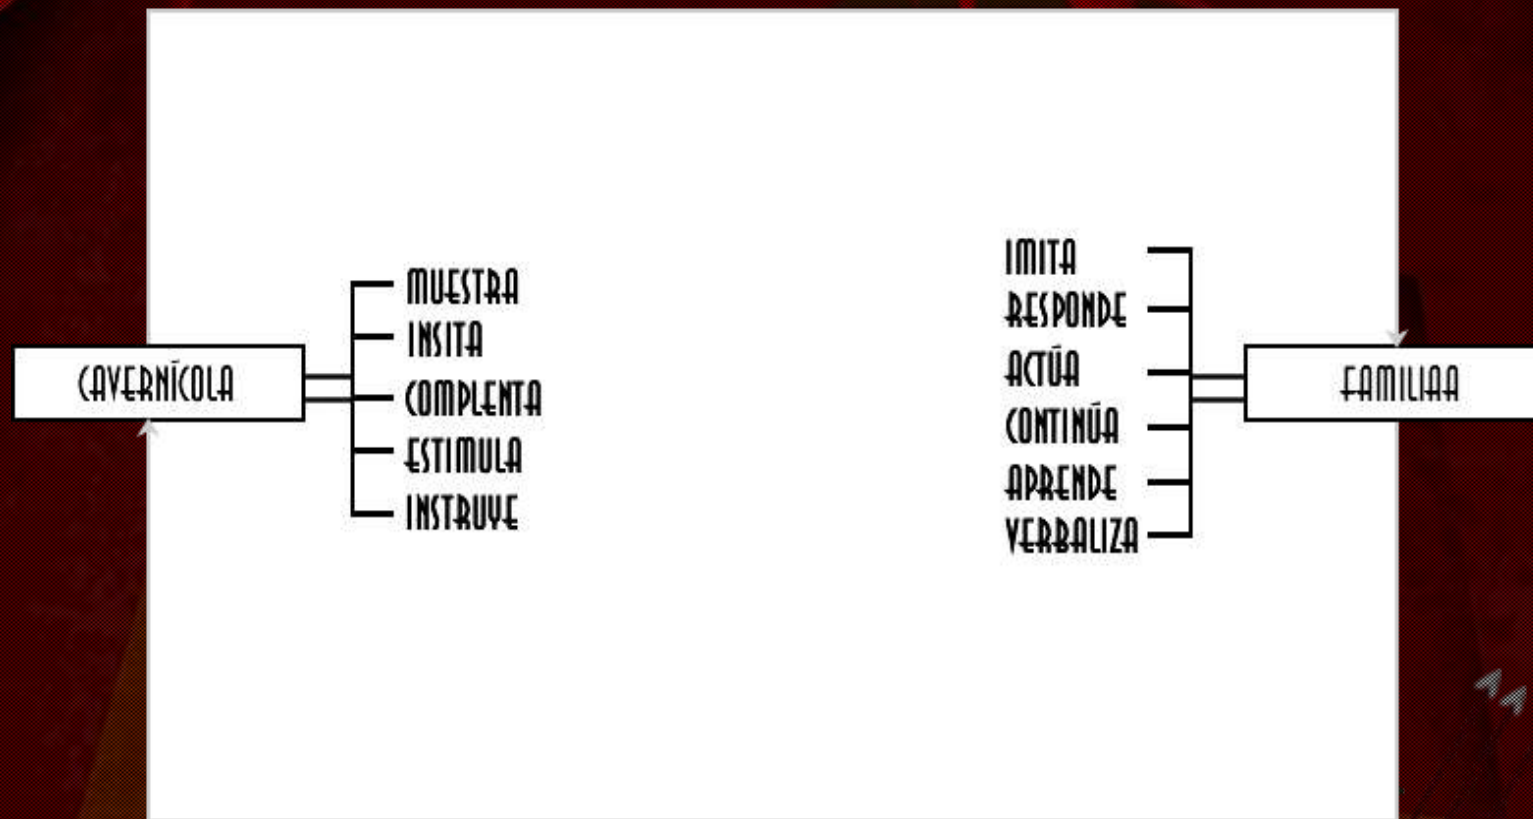 CAVERNÍCOLA
MUESTRA
INSITA
COMPLENTA
ESTIMULA
INSTRUYE
IMITA
RESPONDE
ACTÚA
CONTINÚA
APRENDE
VERBALIZA
FAMILIAA